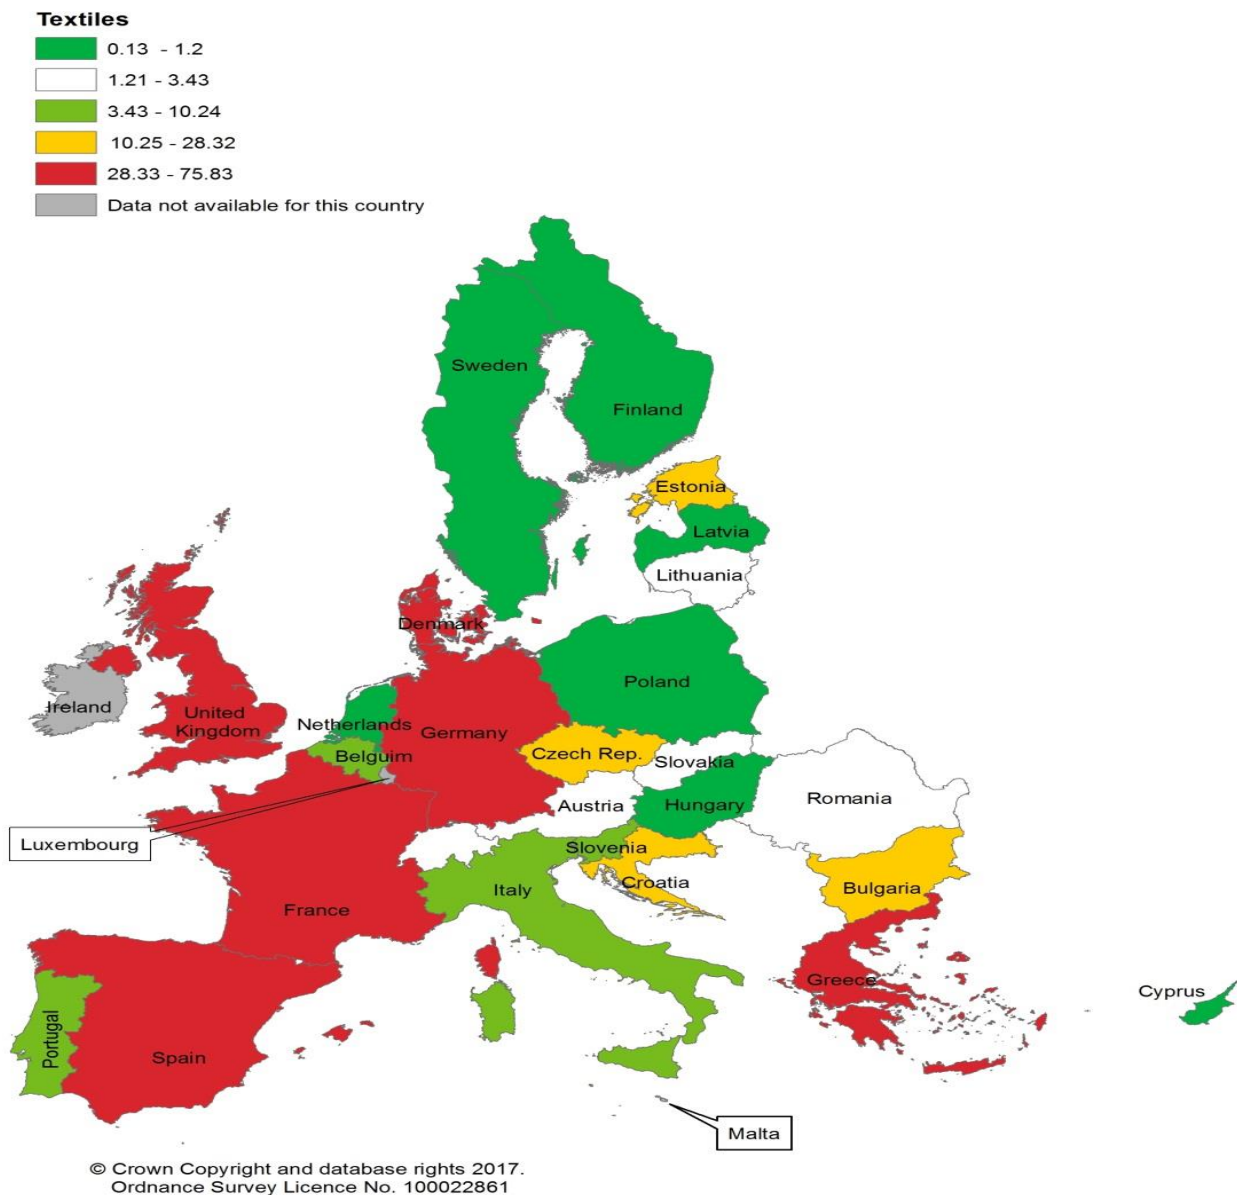 Textiles
0.13 - 1.2
1.21 - 3.43
3.43 - 10.24
10.25 - 28.32
28.33 - 75.83
Data not available for this country
Sweden
Finland
Estonia
Latvia
Lithuania
Denmark
Poland
Ireland
United
Kingdom
Netherlands
Germany
Belguim
Czech Rep.
Slovakia
Austria
Hungary
Romania
Luxembourg
Slovenia
Croatia
Italy
Bulgaria
France
Greece
Cyprus
Portugal
Spain
Malta
© Crown Copyright and database rights 2017.
Ordnance Survey Licence No. 100022861